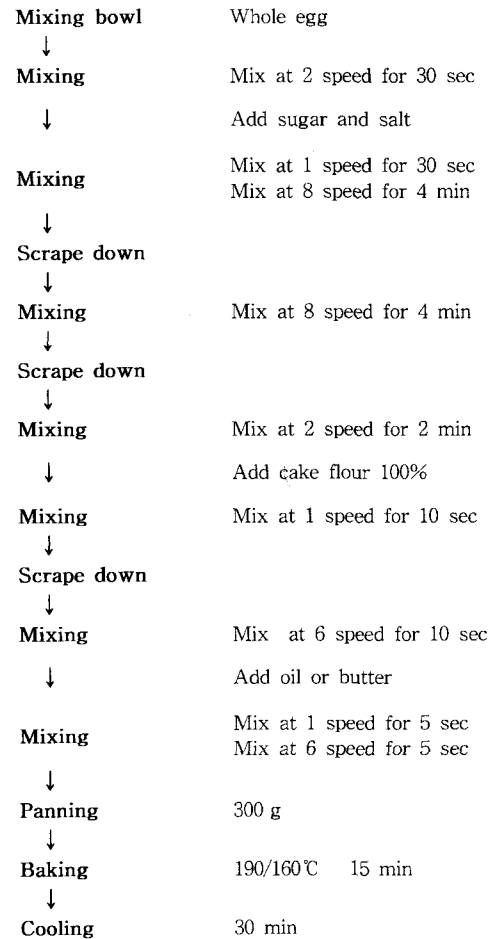 Mixing bowl Whole egg
↓
Mixing Mix at 2 speed for 30 sec
↓ Add sugar and salt
Mixing Mix at 1 speed for 30 sec
Mix at 8 speed for 4 min
↓
Scrape down
↓
Mixing Mix at 8 speed for 4 min
↓
Scrape down
↓
Mixing Mix at 2 speed for 2 min
↓ Add cake flour 100%
Mixing Mix at 1 speed for 10 sec
↓
Scrape down
↓
Mixing Mix at 6 speed for 10 sec
↓ Add oil or butter
Mixing Mix at 1 speed for 5 sec
Mix at 6 speed for 5 sec
↓
Panning 300 g
↓
Baking 190/160℃ 15 min
↓
Cooling 30 min